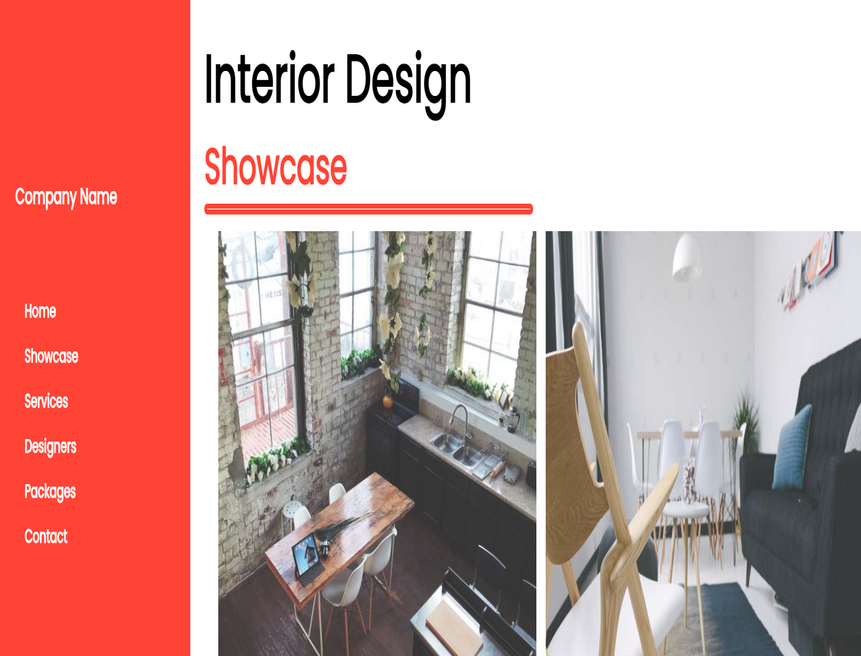 Interior Design
Showcase
Company Name
Home
Showcase
Services
Designers
Packages
Contact